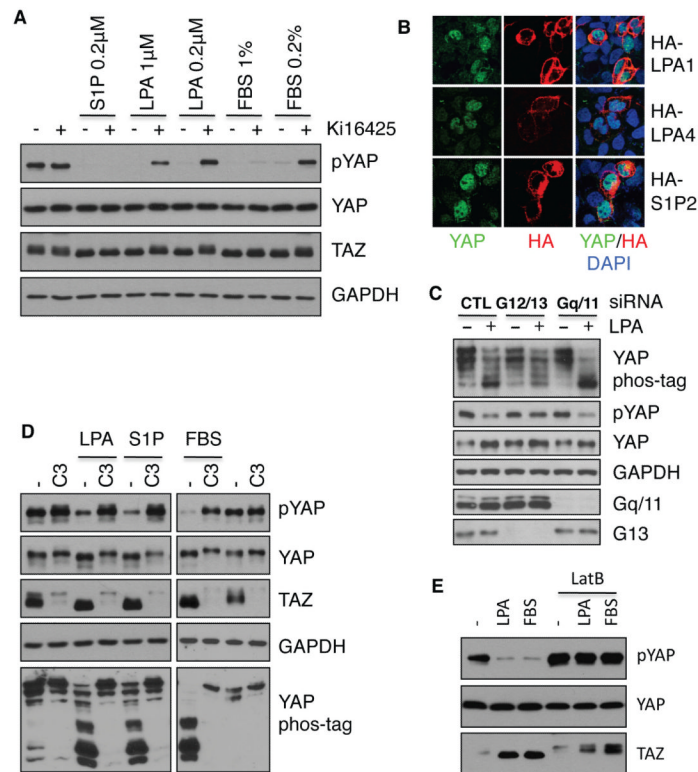 A
S1P 0.2µM
LPA 1µM
LPA 0.2µM
FBS 1%
FBS 0.2%
- + - + - + - + - + - + Ki16425
pYAP
YAP
TAZ
GAPDH
B
HA-
LPA1
HA-
LPA4
HA-
S1P2
YAP HA YAP/HA
DAPI
C
CTL G12/13 Gq/11 siRNA
- + - + - + LPA
YAP
phos-tag
pYAP
YAP
GAPDH
Gq/11
G13
D
LPA S1P FBS
- C3 - C3 - C3 - C3 - C3
pYAP
YAP
TAZ
GAPDH
YAP
phos-tag
E
LatB
- LPA FBS - LPA FBS
pYAP
YAP
TAZ